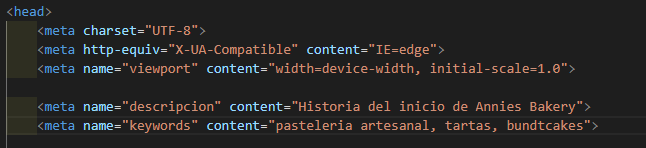 <head>
<meta charset="UTF-8">
<meta http-equiv="X-UA-Compatible" content="IE=edge">
<meta name="viewport" content="width=device-width, initial-scale=1.0">
<meta name="descripcion" content="Historia del inicio de Annies Bakery">
<meta name="keywords" content="pasteleria artesanal, tartas, bundtcakes">